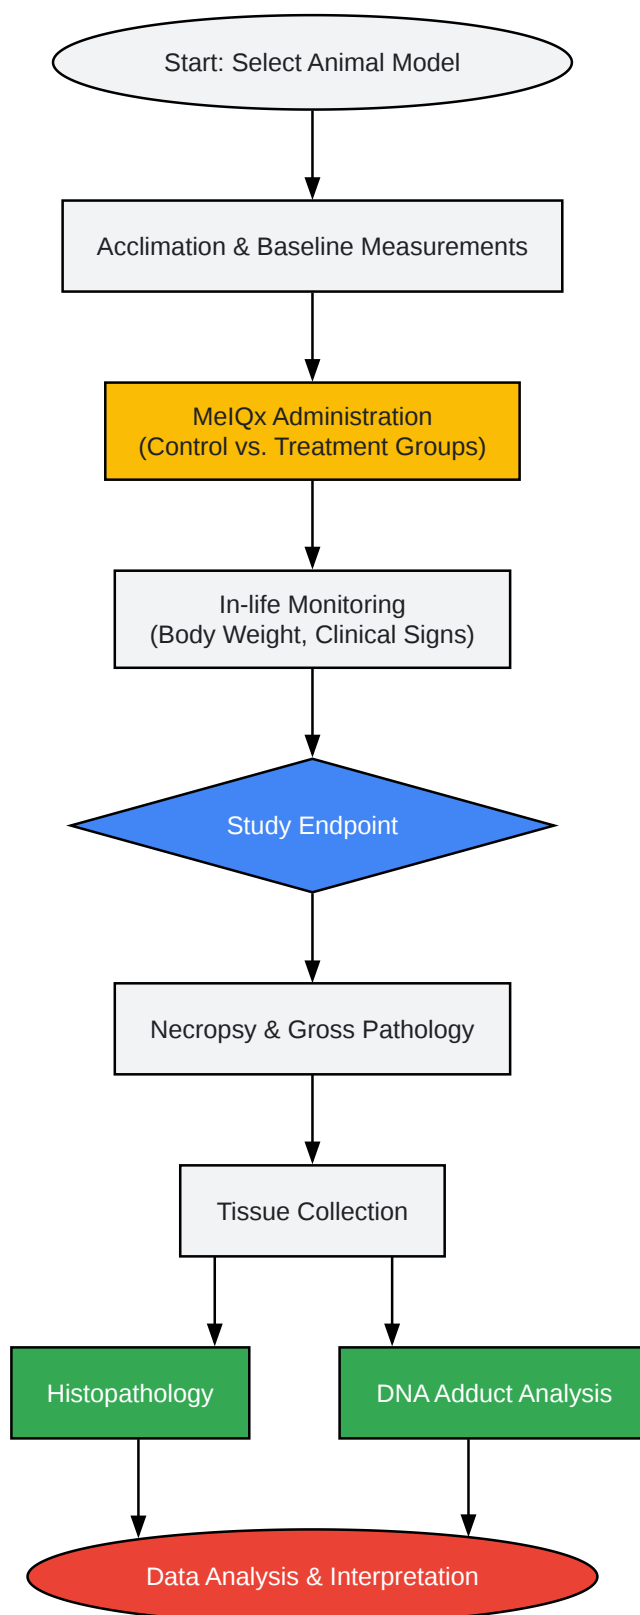 Start: Select Animal Model
Acclimation & Baseline Measurements
MeIQx Administration
(Control vs. Treatment Groups)
In-life Monitoring
(Body Weight, Clinical Signs)
Study Endpoint
Necropsy & Gross Pathology
Tissue Collection
Histopathology
DNA Adduct Analysis
Data Analysis & Interpretation